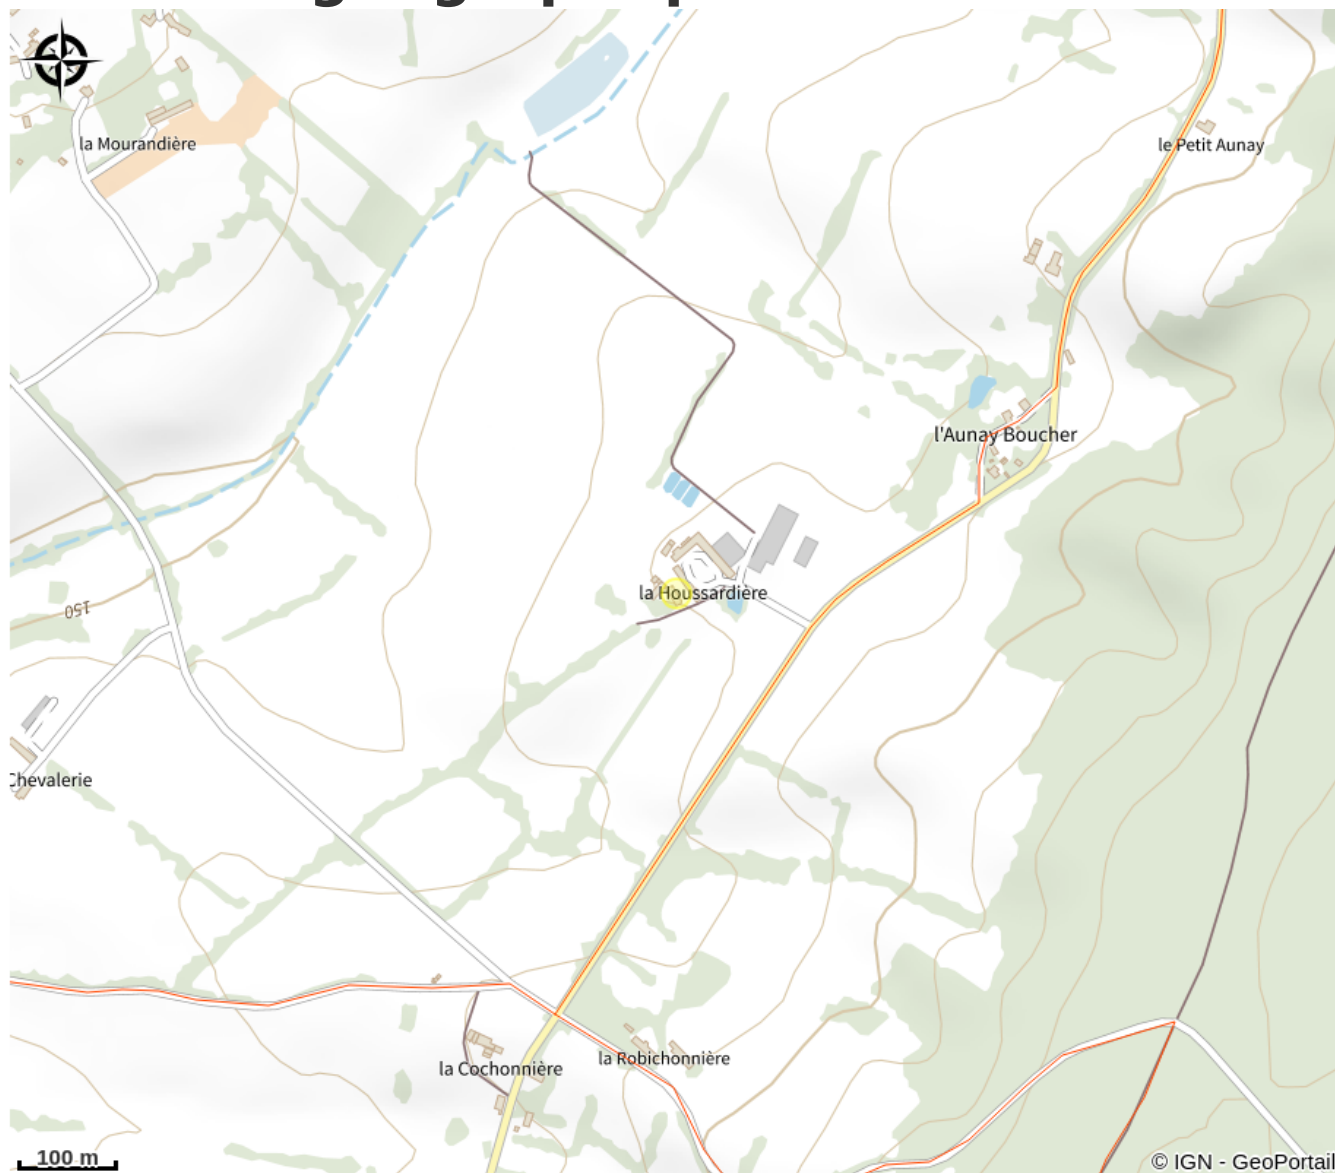 la Mourandière
le Petit Aunay
l'Aunay Boucher
la Houssardière
150
Chevalerie
la Robichonnière
la Cochonnière
100 m
© IGN - GeoPortail